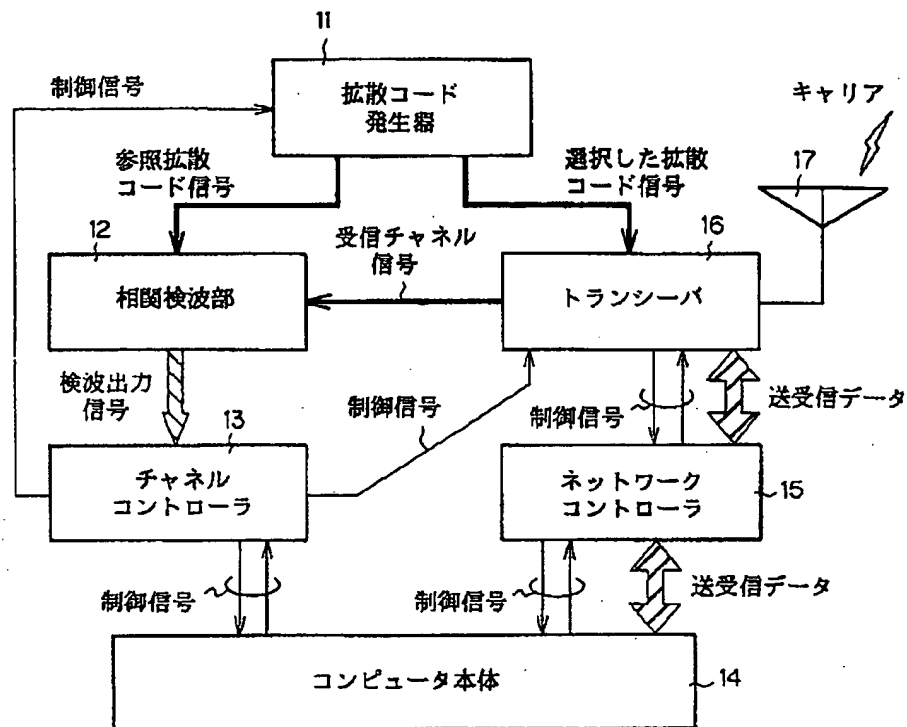 11
制御信号
拡散コード
発生器
キャリア
参照拡散
コード信号
選択した拡散
コード信号
17
12
受信チャネル
信号
16
相関検波部
トランシーバ
検波出力
信号
制御信号
制御信号
送受信データ
13
チャネル
コントローラ
ネットワーク
コントローラ
15
制御信号
制御信号
送受信データ
コンピュータ本体
14